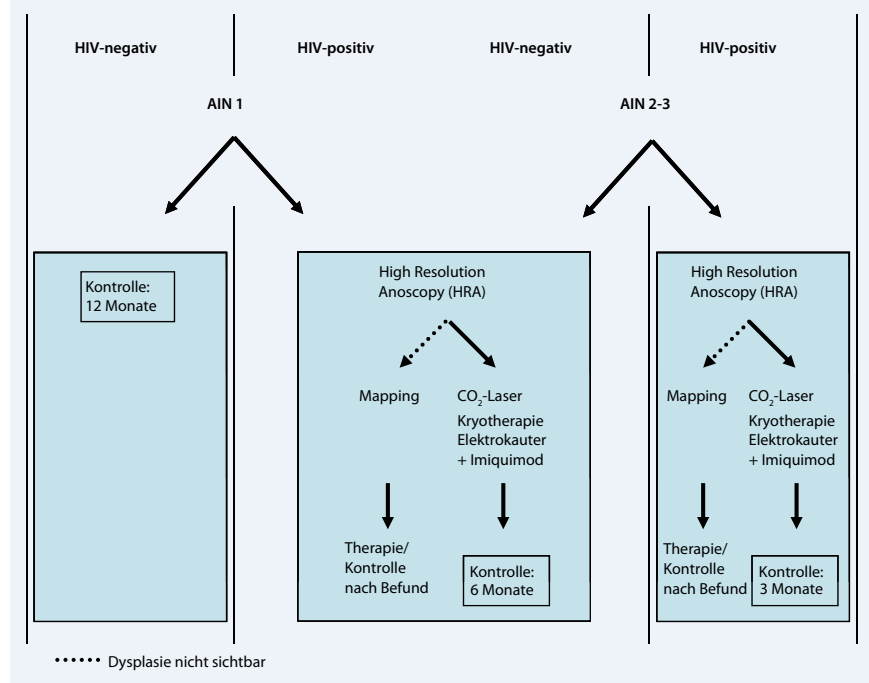 HIV-negativ
HIV-positiv
HIV-negativ
HIV-positiv
AIN 1
AIN 2-3
Kontrolle:
12 Monate
High Resolution
Anoscopy (HRA)
Mapping
CO₂-Laser
Kryotherapie
Elektrokauter
+ Imiquimod
Therapie/
Kontrolle
nach Befund
Kontrolle:
6 Monate
High Resolution
Anoscopy (HRA)
Mapping
CO₂-Laser
Kryotherapie
Elektrokauter
+ Imiquimod
Therapie/
Kontrolle
nach Befund
Kontrolle:
3 Monate
Dysplasie nicht sichtbar